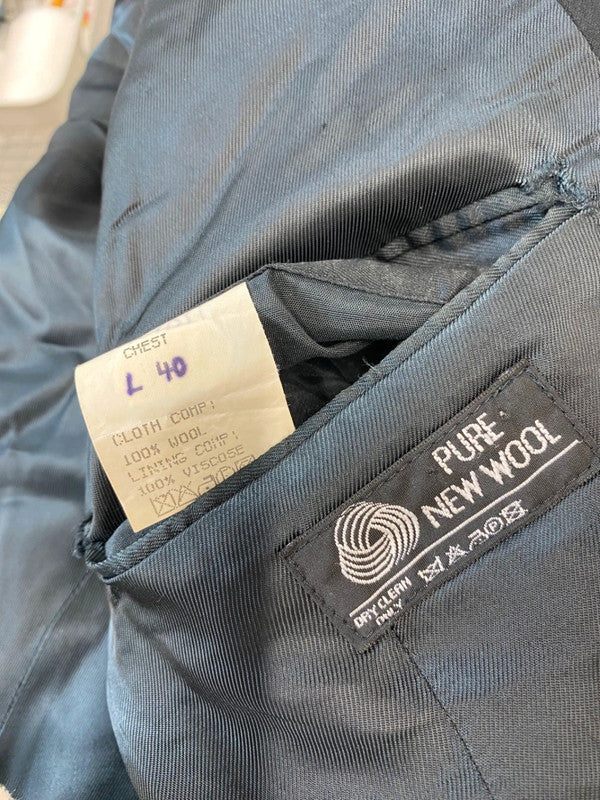 CHEST
L 40
CLOTH COMP:
100% WOOL
LINING COMP:
100% VISCOSE
PURE
NEW WOOL
DRY CLEAN
ONLY